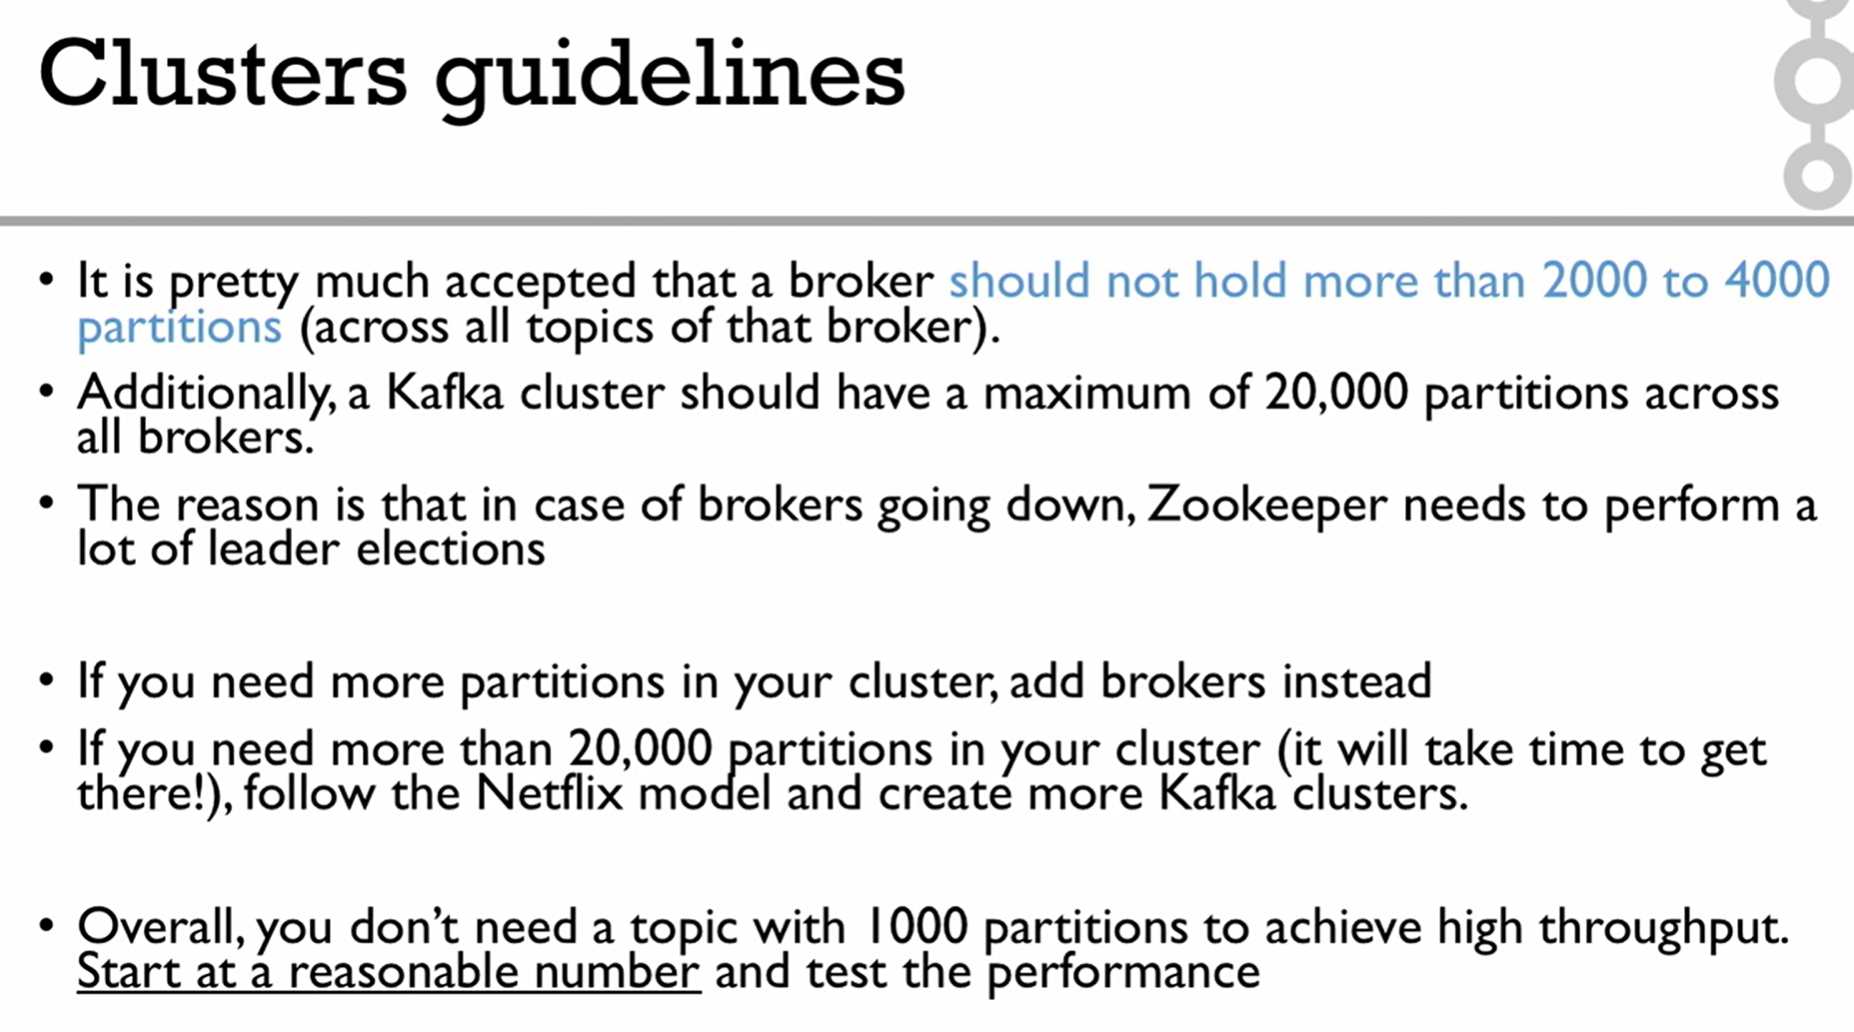 Clusters guidelines
• It is pretty much accepted that a broker should not hold more than 2000 to 4000
partitions (across all topics of that broker).
• Additionally, a Kafka cluster should have a maximum of 20,000 partitions across
all brokers.
• The reason is that in case of brokers going down, Zookeeper needs to perform a
lot of leader elections
• If you need more partitions in your cluster, add brokers instead
• If you need more than 20,000 partitions in your cluster (it will take time to get
there!), follow the Netflix model and create more Kafka clusters.
• Overall, you don’t need a topic with 1000 partitions to achieve high throughput.
Start at a reasonable number and test the performance